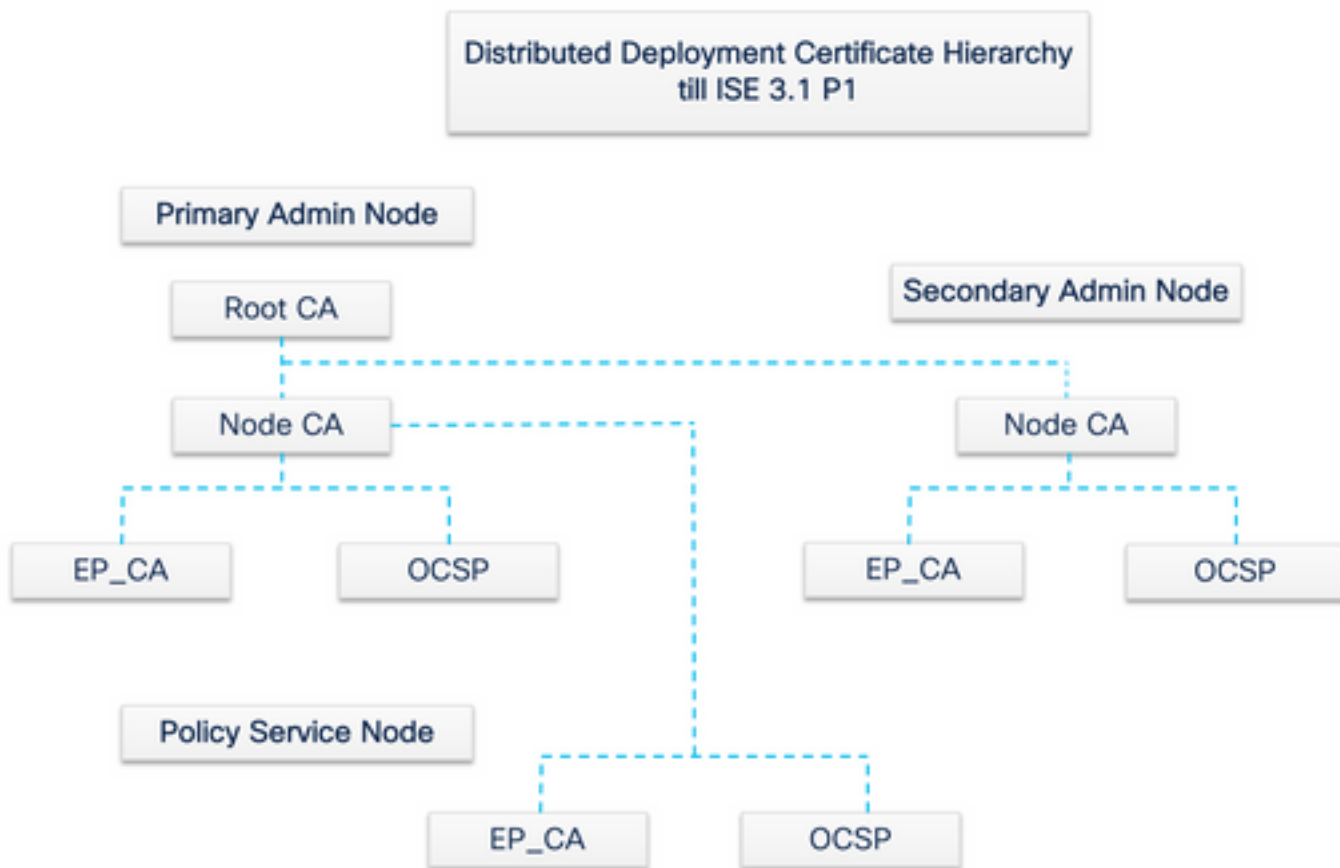 Distributed Deployment Certificate Hierarchy
till ISE 3.1 P1
Primary Admin Node
Secondary Admin Node
Root CA
Node CA
Node CA
EP_CA
OCSP
EP_CA
OCSP
Policy Service Node
EP_CA
OCSP